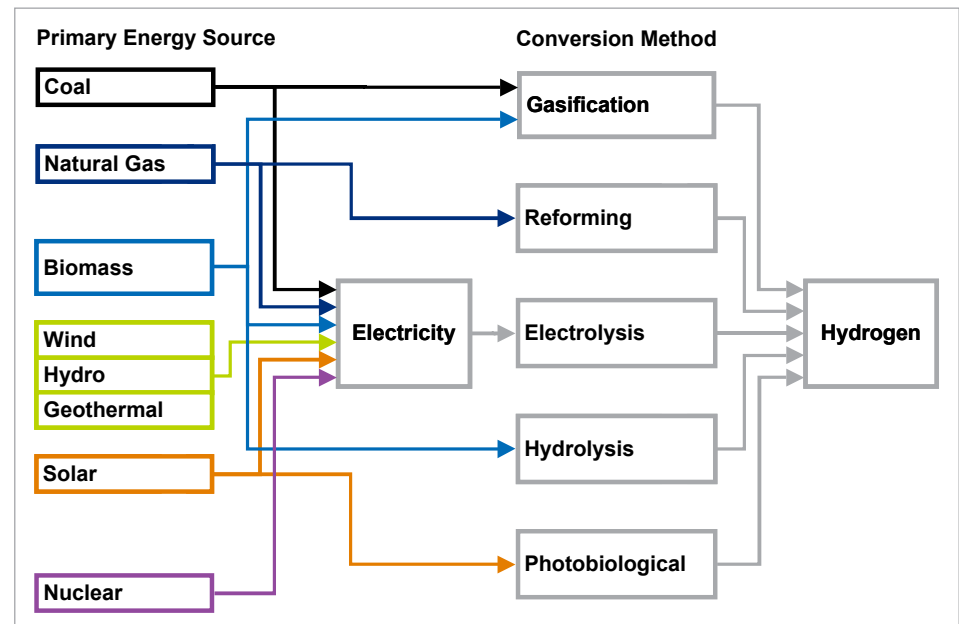 Primary Energy Source
Conversion Method
Coal
Gasification
Natural Gas
Reforming
Biomass
Wind
Hydro
Geothermal
Electricity
Electrolysis
Hydrogen
Solar
Hydrolysis
Nuclear
Photobiological